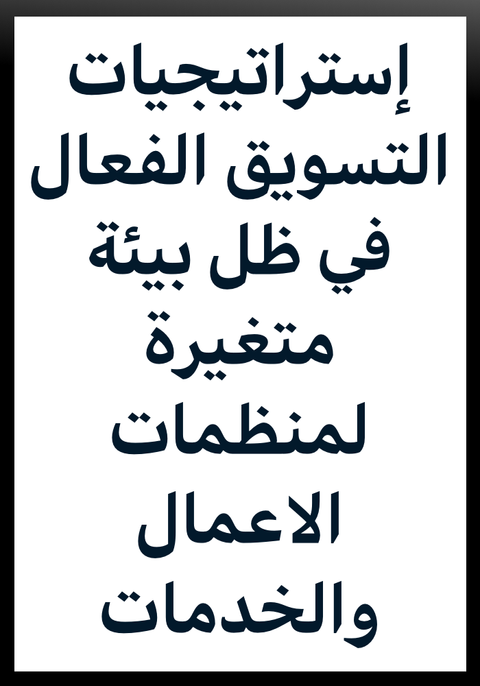 إستراتيجيات
التسويق الفعال
في ظل بيئة
متغيرة
لمنظمات
الاعمال
والخدمات